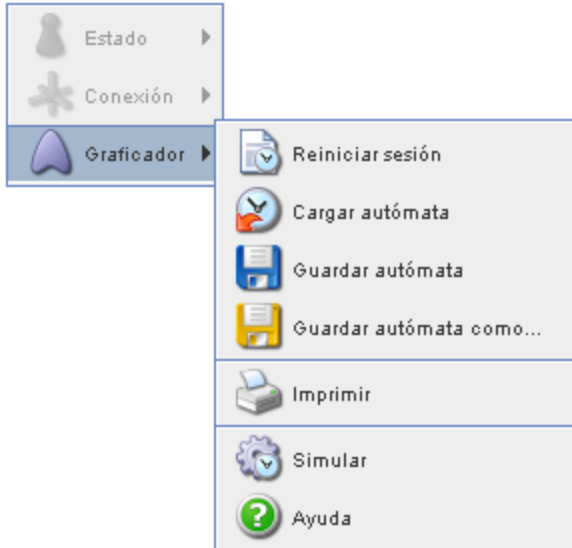 Estado
Conexión
Graficador
Reiniciar sesión
Cargar autómata
Guardar autómata
Guardar autómata como...
Imprimir
Simular
Ayuda